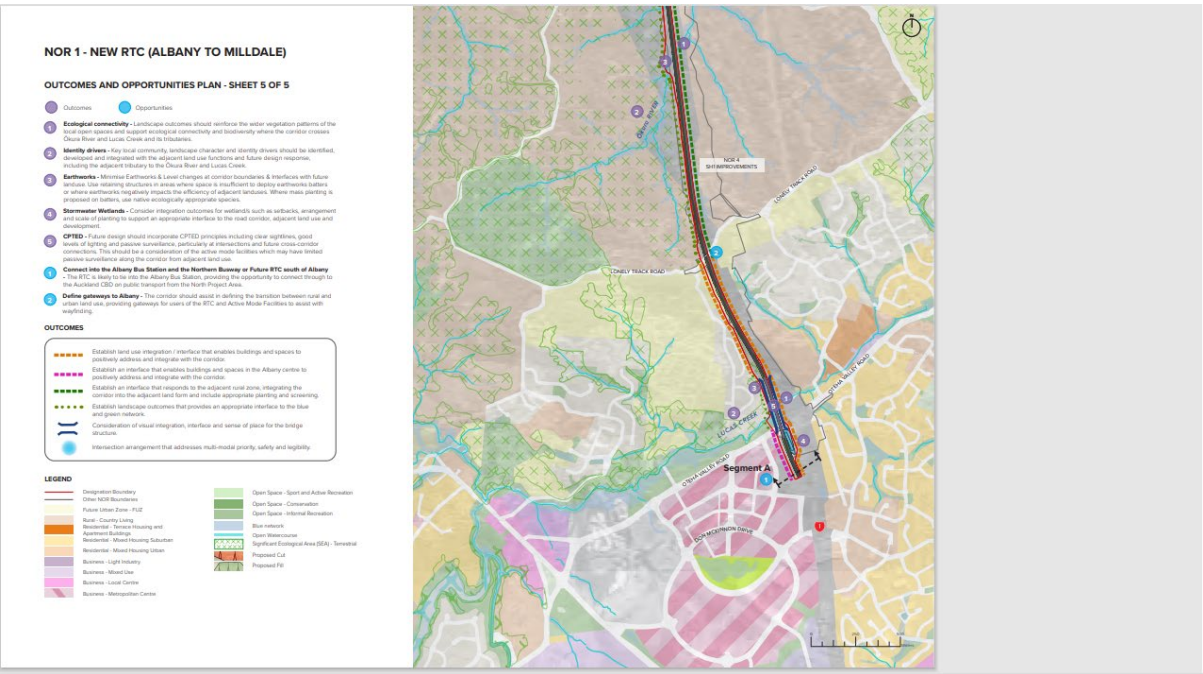 NOR 1 - NEW RTC (ALBANY TO MILLDALE)
OUTCOMES AND OPPORTUNITIES PLAN - SHEET 5 OF 5
Outcomes
Opportunities
1
Ecological connectivity - Landscape outcomes should reinforce the wider vegetation patterns of the
local open spaces and support ecological connectivity and biodiversity where the corridor crosses
Ōkura River and Lucas Creek and its tributeries.
2
Identity drivers - Key local community, landscape character and identity drivers should be identified,
developed and integrated with the adjacent land use functions and future design response,
including the adjacent tributary to the Ōkura River and Lucas Creek.
3
Earthworks - Minimise Earthworks & Level changes at corridor boundaries & interfaces with future
landuse. Use retaining structures in areas where space is insufficient to deploy earthworks batters
or where earthworks negatively impacts the efficiency of adjacent landuses. Where mass planting is
proposed on batters, use native ecologically appropriate species.
4
Stormwater Wetlands - Consider integration outcomes for wetland/s such as setbacks, arrangement
and scale of planting to support an appropriate interface to the road corridor, adjacent land use and
development.
5
CPTED - Future design should incorporate CPTED principles including clear sightlines, good
levels of lighting and passive surveillance, particularly at intersections and future cross-corridor
connections. This should be a consideration of the active mode facilities which may have limited
passive surveillance along the corridor from adjacent land use.
1
Connect into the Albany Bus Station and the Northern Busway or Future RTC south of Albany
- The RTC is likely to tie into the Albany Bus Station, providing the opportunity to connect through to
the Auckland CBD on public transport from the North Project Area.
2
Define gateways to Albany - The corridor should assist in defining the transition between rural and
urban land use, providing gateways for users of the RTC and Active Mode Facilities to assist with
wayfinding.
OUTCOMES
Establish land use integration / interface that enables buildings and spaces to
positively address and integrate with the corridor.
Establish an interface that enables buildings and spaces in the Albany centre to
positively address and integrate with the corridor.
Establish an interface that responds to the adjacent rural zone, integrating the
corridor into the adjacent land form and include appropriate planting and screening.
Establish landscape outcomes that provides an appropriate interface to the blue
and green network.
Consideration of visual integration, interface and sense of place for the bridge
structure.
Intersection arrangement that addresses multi-modal priority, safety and legibility.
LEGEND
Designation Boundary
Other NOR Boundaries
Future Urban Zone - FUZ
Rural - Country Living
Residential - Terrace Housing and
Apartment Buildings
Residential - Mixed Housing Suburban
Residential - Mixed Housing Urban
Business - Light Industry
Business - Mixed Use
Business - Local Centre
Business - Metropolitan Centre
Open Space - Sport and Active Recreation
Open Space - Conservation
Open Space - Informal Recreation
Blue network
Open Watercourse
Significant Ecological Area (SEA) - Terrestrial
Proposed Cut
Proposed Fill
N
1
3
2
NOR 4
SH1 IMPROVEMENTS
LONELY TRACK ROAD
2
LONELY TRACK ROAD
OTEHA VALLEY ROAD
3
1
5
2
LUCAS CREEK
4
OTEHA VALLEY ROAD
Segment A
1
DON MCKINNON DRIVE
1